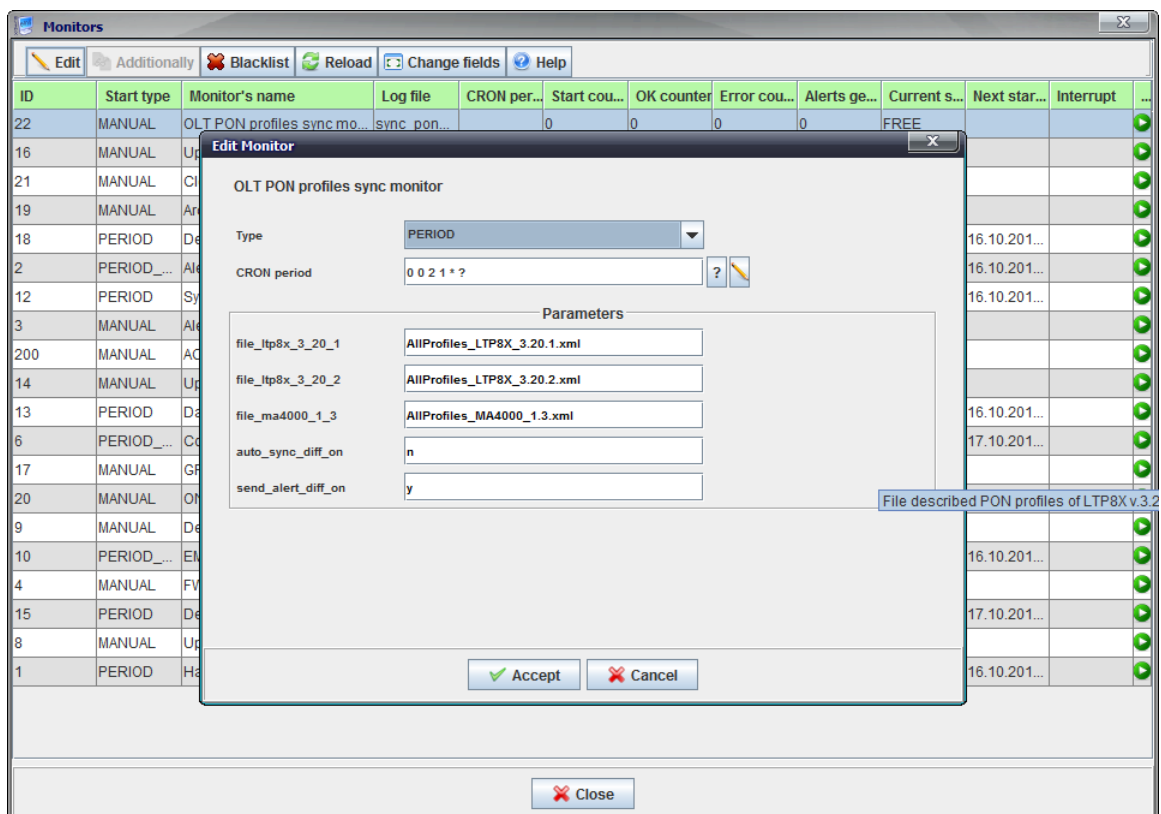 Monitors
Edit Additionally Blacklist Reload Change fields Help
ID Start type Monitor's name Log file CRON per... Start cou... OK counter Error cou... Alerts ge... Current s... Next star... Interrupt ...
22 MANUAL OLT PON profiles sync mo... sync_pon... 0 0 0 0 FREE
16 MANUAL
21 MANUAL
19 MANUAL
18 PERIOD 16.10.201...
2 PERIOD_... 16.10.201...
12 PERIOD 16.10.201...
3 MANUAL
200 MANUAL
14 MANUAL
13 PERIOD 16.10.201...
6 PERIOD_... 17.10.201...
17 MANUAL
20 MANUAL
9 MANUAL
10 PERIOD_... 16.10.201...
4 MANUAL
15 PERIOD 17.10.201...
8 MANUAL
1 PERIOD 16.10.201...
Edit Monitor
OLT PON profiles sync monitor
Type PERIOD
CRON period 0 0 2 1 * ? ?
Parameters
file_ltp8x_3_20_1 AllProfiles_LTP8X_3.20.1.xml
file_ltp8x_3_20_2 AllProfiles_LTP8X_3.20.2.xml
file_ma4000_1_3 AllProfiles_MA4000_1.3.xml
auto_sync_diff_on n
send_alert_diff_on y
File described PON profiles of LTP8X v.3.2
Accept Cancel
Close